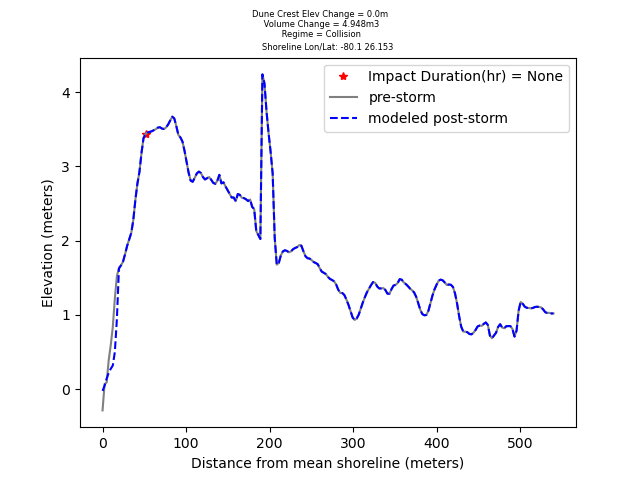 Dune Crest Elev Change = 0.0m
Volume Change = 4.948m3
Regime = Collision
Shoreline Lon/Lat: -80.1 26.153
Impact Duration(hr) = None
pre-storm
modeled post-storm
Elevation (meters)
4
3
2
1
0
0 100 200 300 400 500
Distance from mean shoreline (meters)